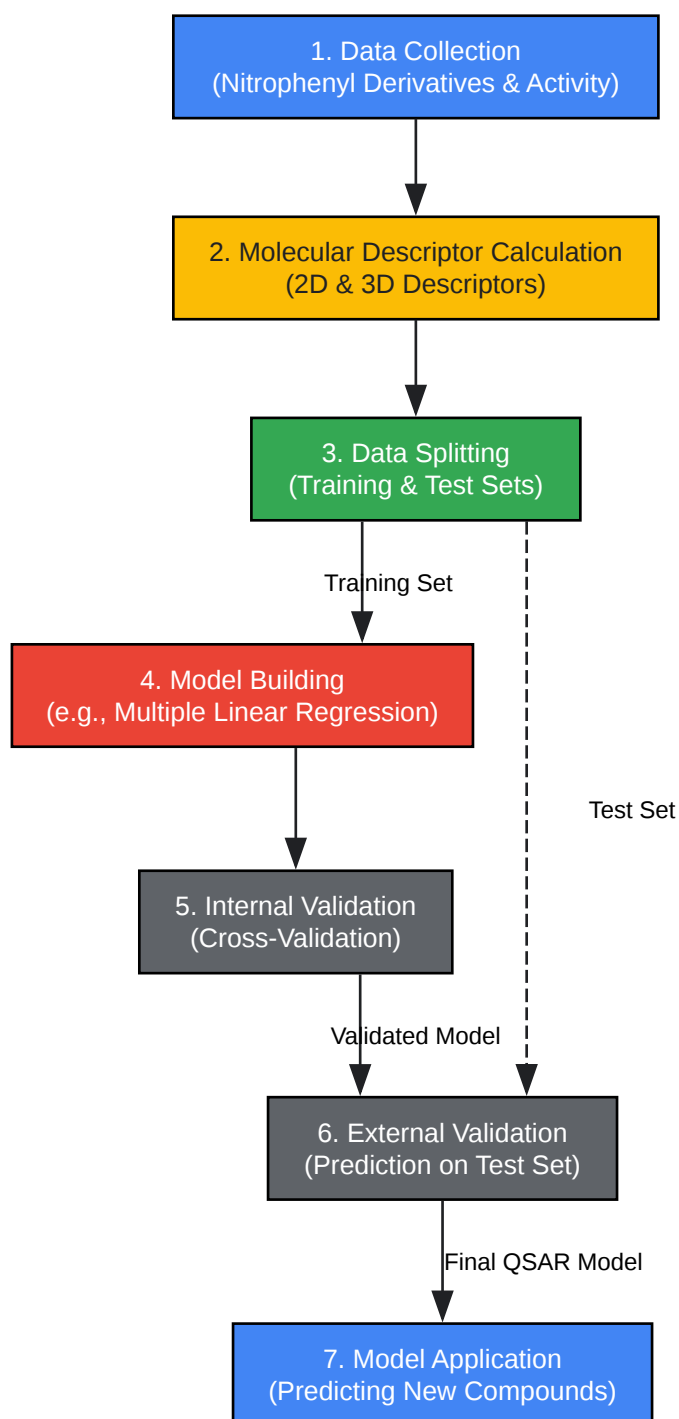 1. Data Collection
(Nitrophenyl Derivatives & Activity)
2. Molecular Descriptor Calculation
(2D & 3D Descriptors)
3. Data Splitting
(Training & Test Sets)
Training Set
4. Model Building
(e.g., Multiple Linear Regression)
Test Set
5. Internal Validation
(Cross-Validation)
Validated Model
6. External Validation
(Prediction on Test Set)
Final QSAR Model
7. Model Application
(Predicting New Compounds)